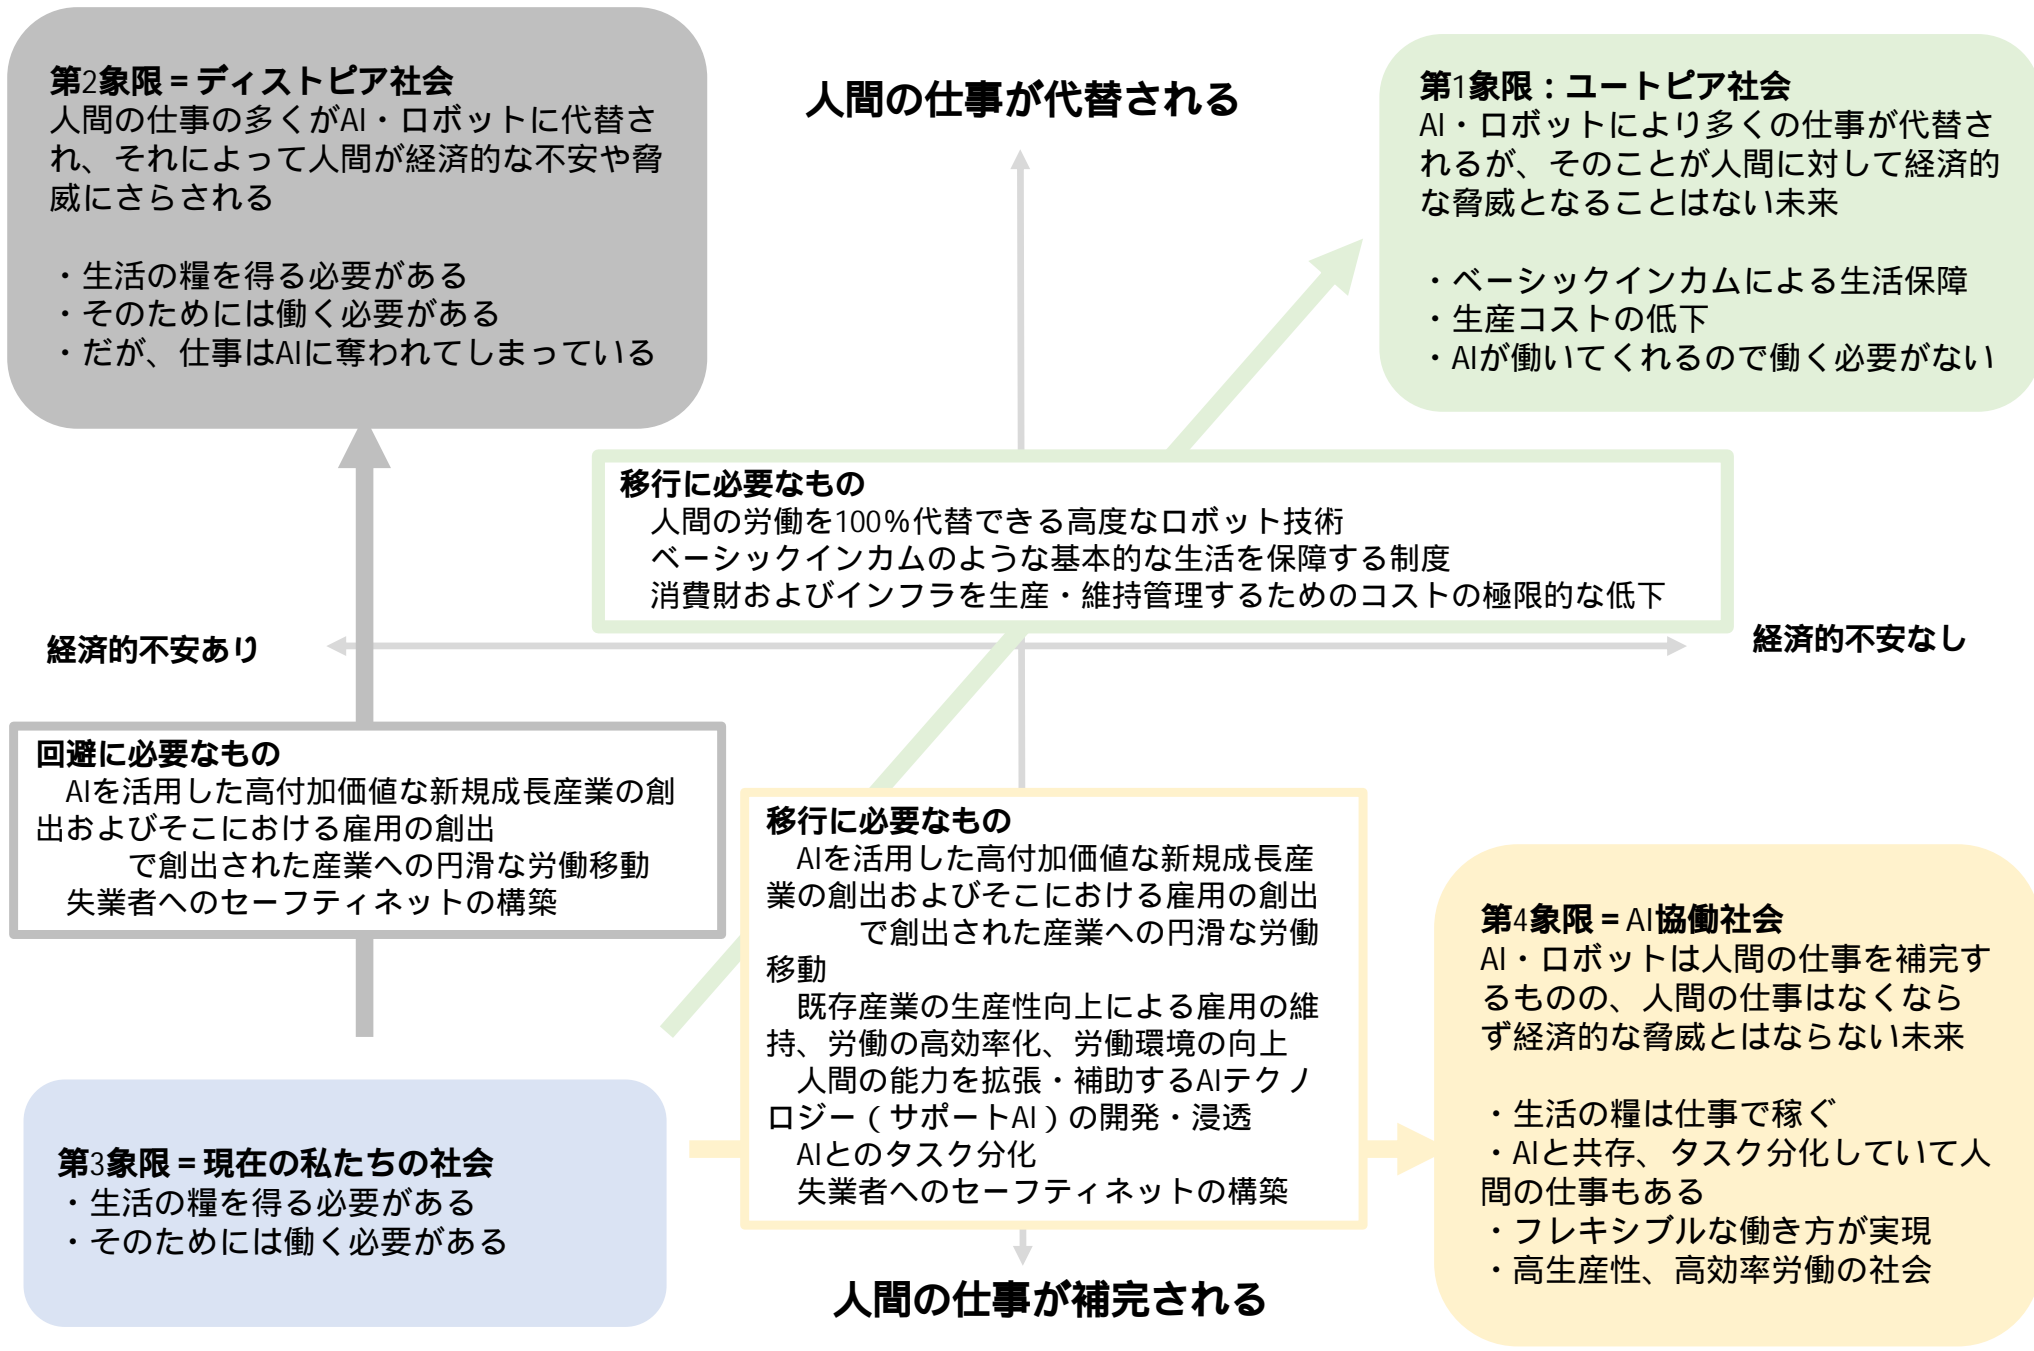 第2象限 = ディストピア社会
人間の仕事の多くがAI・ロボットに代替さ
れ、それによって人間が経済的な不安や脅
威にさらされる
・生活の糧を得る必要がある
・そのためには働く必要がある
・だが、仕事はAIに奪われてしまっている
人間の仕事が代替される
第1象限：ユートピア社会
AI・ロボットにより多くの仕事が代替さ
れるが、そのことが人間に対して経済的
な脅威となることはない未来
・ベーシックインカムによる生活保障
・生産コストの低下
・AIが働いてくれるので働く必要がない
移行に必要なもの
人間の労働を100％代替できる高度なロボット技術
ベーシックインカムのような基本的な生活を保障する制度
消費財およびインフラを生産・維持管理するためのコストの極限的な低下
経済的不安あり
経済的不安なし
回避に必要なもの
AIを活用した高付加価値な新規成長産業の創
出およびそこにおける雇用の創出
で創出された産業への円滑な労働移動
失業者へのセーフティネットの構築
移行に必要なもの
AIを活用した高付加価値な新規成長産
業の創出およびそこにおける雇用の創出
で創出された産業への円滑な労働
移動
既存産業の生産性向上による雇用の維
持、労働の高効率化、労働環境の向上
人間の能力を拡張・補助するAIテクノ
ロジー（サポートAI）の開発・浸透
AIとのタスク分化
失業者へのセーフティネットの構築
第4象限 = AI協働社会
AI・ロボットは人間の仕事を補完す
るものの、人間の仕事はなくなら
ず経済的な脅威とはならない未来
・生活の糧は仕事で稼ぐ
・AIと共存、タスク分化していて人
間の仕事もある
・フレキシブルな働き方が実現
・高生産性、高効率労働の社会
第3象限 = 現在の私たちの社会
・生活の糧を得る必要がある
・そのためには働く必要がある
人間の仕事が補完される